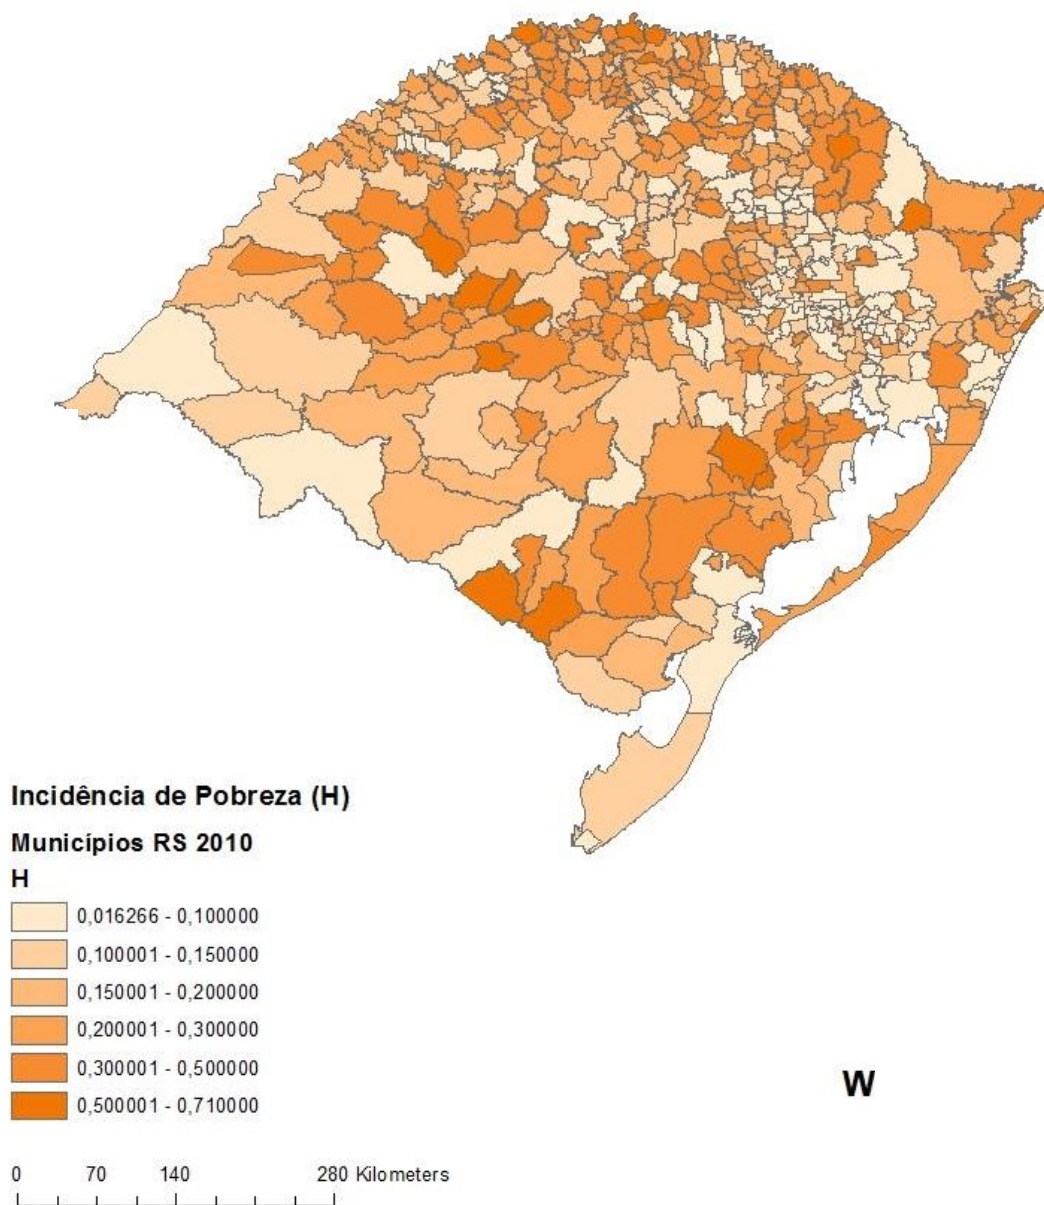 Incidência de Pobreza (H)
Municípios RS 2010
H
0,016266 - 0,100000
0,100001 - 0,150000
0,150001 - 0,200000
0,200001 - 0,300000
0,300001 - 0,500000
0,500001 - 0,710000
W
0 70 140 280 Kilometers